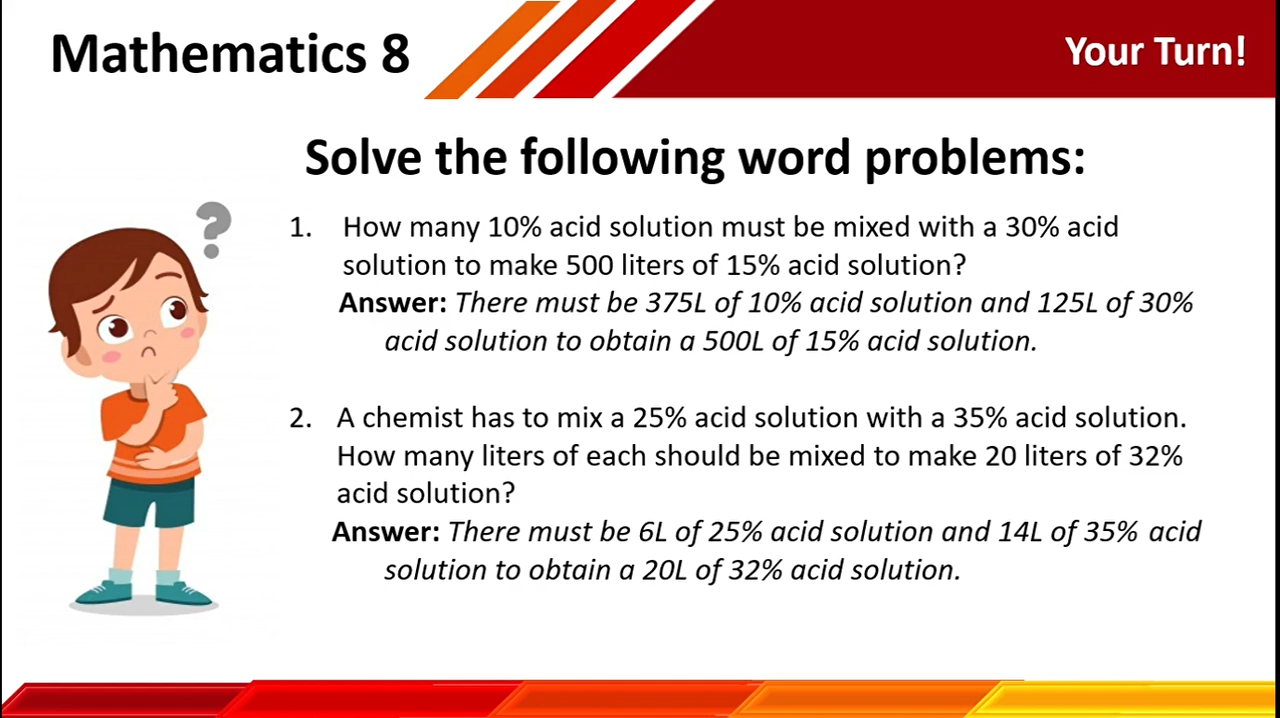 Mathematics 8
Your Turn!
Solve the following word problems:
1. How many 10% acid solution must be mixed with a 30% acid
solution to make 500 liters of 15% acid solution?
Answer: There must be 375L of 10% acid solution and 125L of 30%
acid solution to obtain a 500L of 15% acid solution.
2. A chemist has to mix a 25% acid solution with a 35% acid solution.
How many liters of each should be mixed to make 20 liters of 32%
acid solution?
Answer: There must be 6L of 25% acid solution and 14L of 35% acid
solution to obtain a 20L of 32% acid solution.
?